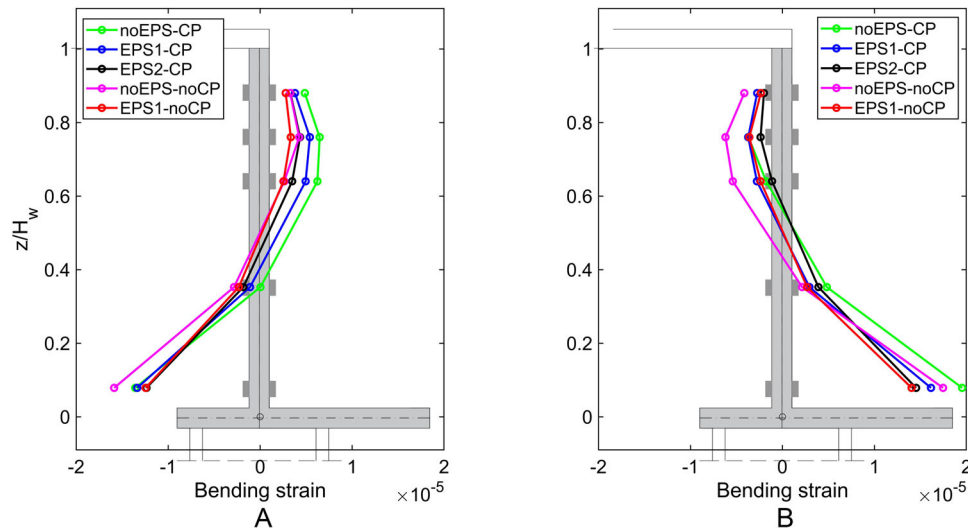 noEPS-CP
EPS1-CP
EPS2-CP
noEPS-noCP
EPS1-noCP
1
0.8
0.6
0.4
0.2
0
z/H_w
-2 -1 0 1 2
×10^-5
Bending strain
A
noEPS-CP
EPS1-CP
EPS2-CP
noEPS-noCP
EPS1-noCP
1
0.8
0.6
0.4
0.2
0
-2 -1 0 1 2
×10^-5
Bending strain
B